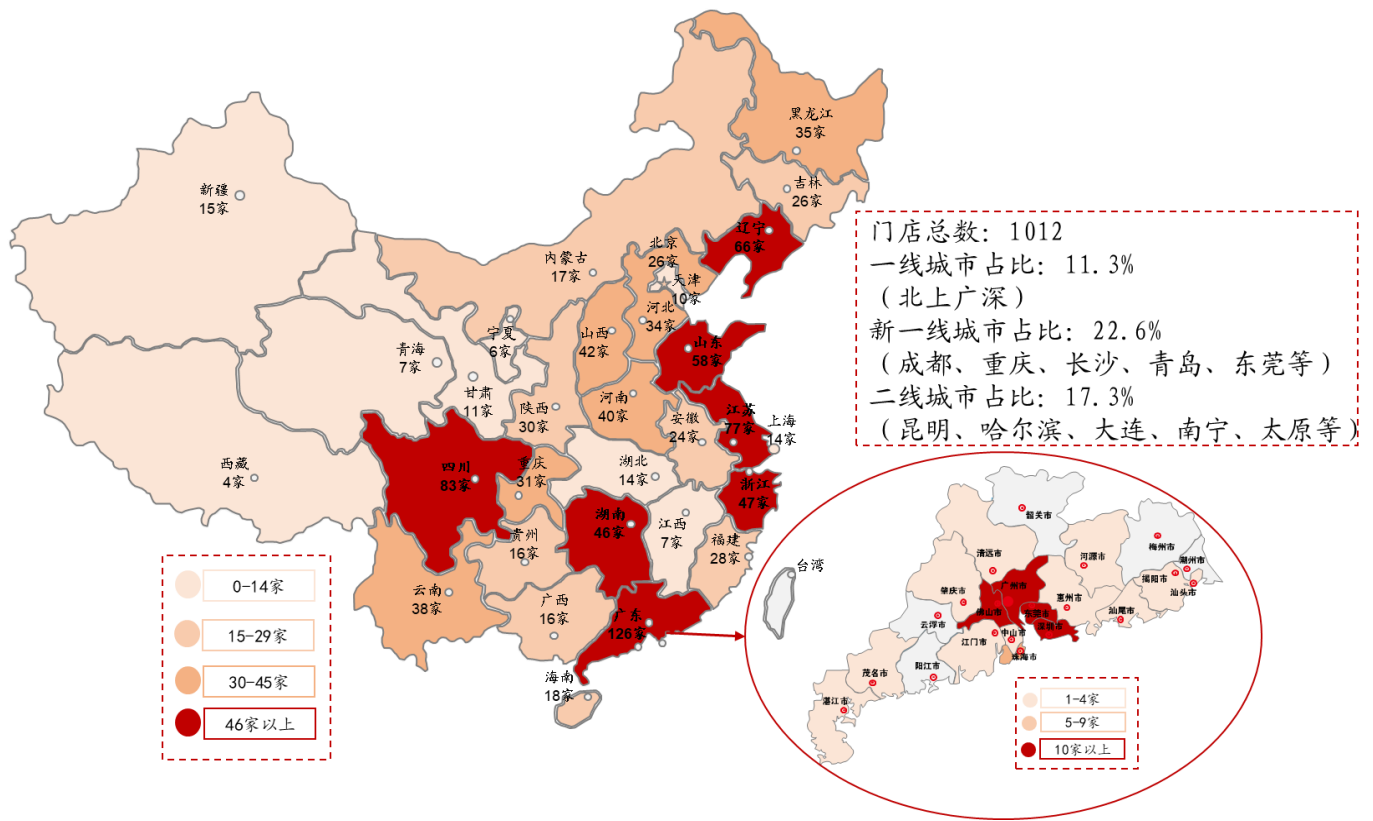 黑龙江
35家
吉林
26家
新疆
15家
辽宁
66家
北京
26家
内蒙古
17家
天津
10家
河北
34家
宁夏
6家
山西
42家
山东
58家
青海
7家
甘肃
11家
陕西
30家
河南
40家
安徽
24家
江苏
77家
上海
14家
西藏
4家
四川
83家
重庆
31家
湖北
14家
浙江
47家
湖南
46家
江西
7家
贵州
16家
福建
28家
台湾
云南
38家
广西
16家
广东
126家
海南
18家
0-14家
15-29家
30-45家
46家以上
门店总数: 1012
一线城市占比: 11.3%
(北上广深)
新一线城市占比: 22.6%
(成都、重庆、长沙、青岛、东莞等)
二线城市占比: 17.3%
(昆明、哈尔滨、大连、南宁、太原等)
韶关市
梅州市
清远市
河源市
潮州市
揭阳市
汕头市
广州市
肇庆市
惠州市
汕尾市
佛山市
东莞市
深圳市
云浮市
中山市
江门市
珠海市
茂名市
阳江市
湛江市
1-4家
5-9家
10家以上